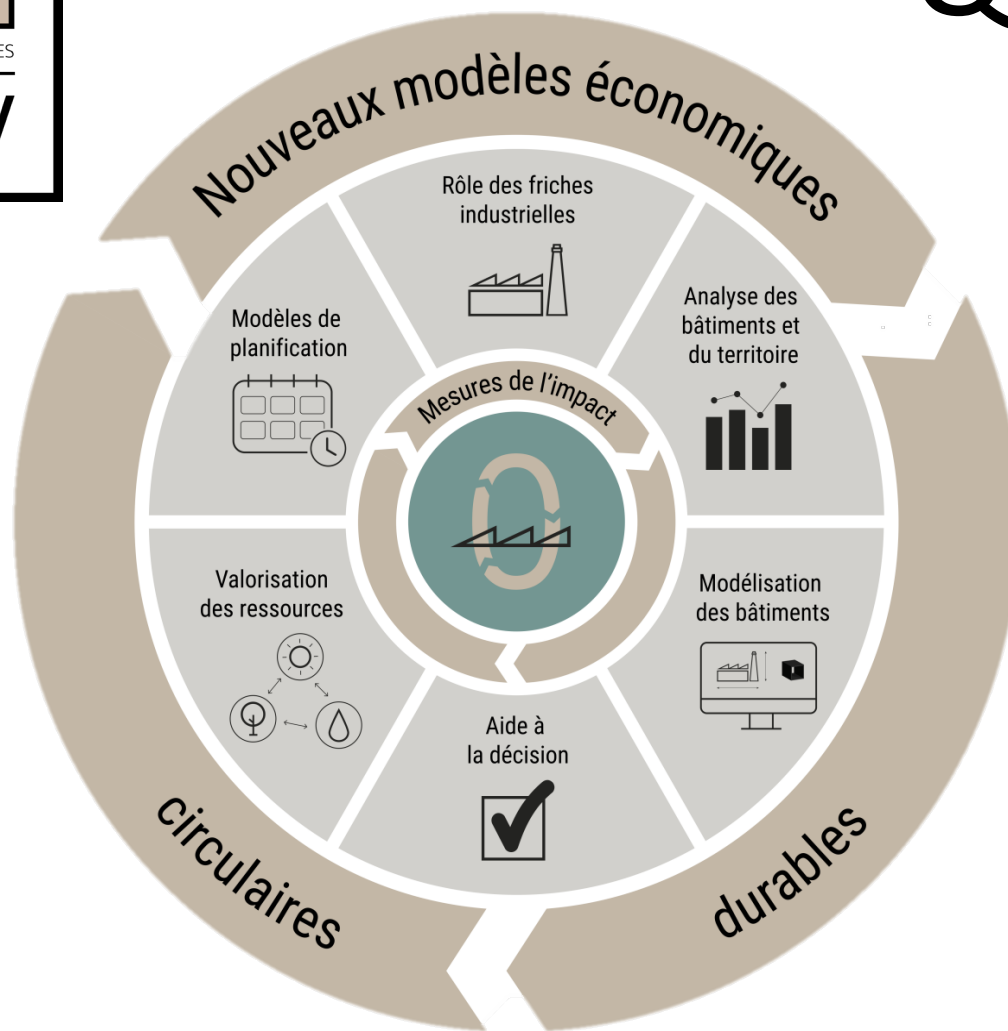 ES
Nouveaux modèles économiques
Rôle des friches
industrielles
Analyse des
bâtiments et
du territoire
Modèles de
planification
Mesures de l'impact
Valorisation
des ressources
Modélisation
des bâtiments
Aide à
la décision
circulaires
durables